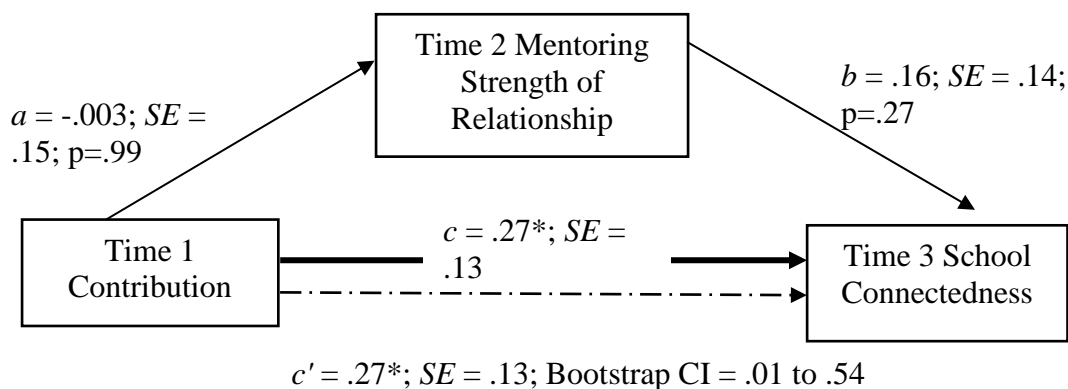 Time 2 Mentoring
Strength of
Relationship
a = -.003; SE =
.15; p=.99
b = .16; SE = .14;
p=.27
Time 1
Contribution
c = .27*; SE =
.13
Time 3 School
Connectedness
c' = .27*; SE = .13; Bootstrap CI = .01 to .54